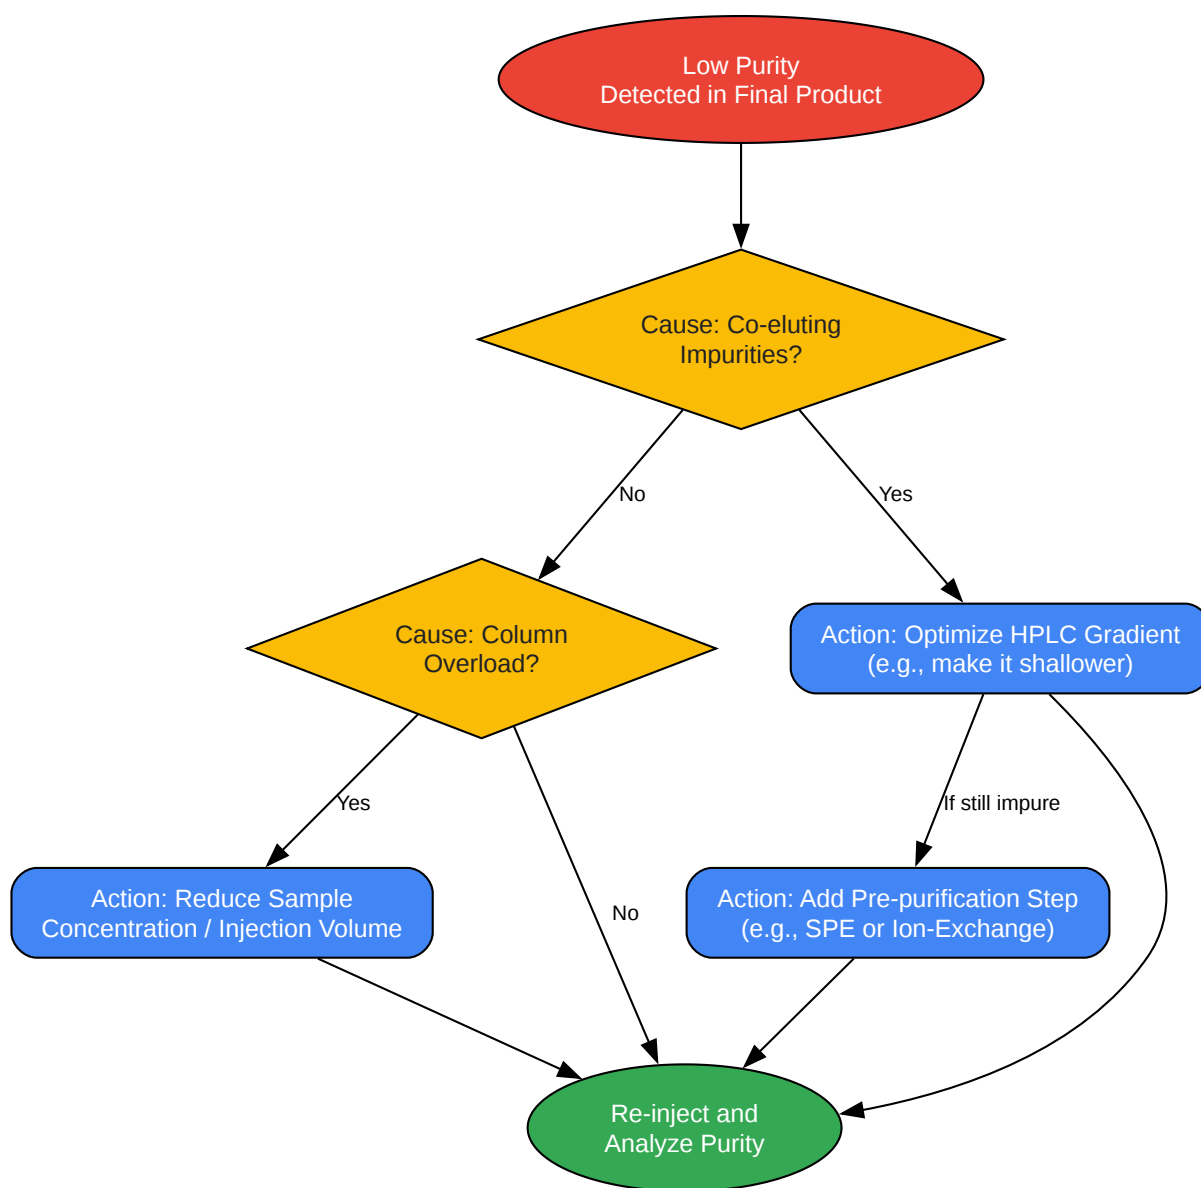 Low Purity
Detected in Final Product
Cause: Co-eluting
Impurities?
No
Yes
Cause: Column
Overload?
Action: Optimize HPLC Gradient
(e.g., make it shallower)
Yes
If still impure
Action: Reduce Sample
Concentration / Injection Volume
No
Action: Add Pre-purification Step
(e.g., SPE or Ion-Exchange)
Re-inject and
Analyze Purity